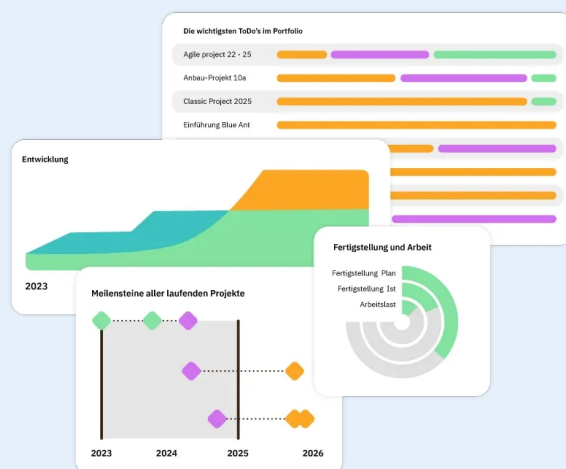 Die wichtigsten ToDo's im Portfolio
Agile project 22 - 25
Anbau-Projekt 10a
Classic Project 2025
Einführung Blue Ant
Entwicklung
2023
Fertigstellung und Arbeit
Fertigstellung Plan
Fertigstellung Ist
Arbeitslast
Meilensteine aller laufenden Projekte
2023 2024 2025 2026